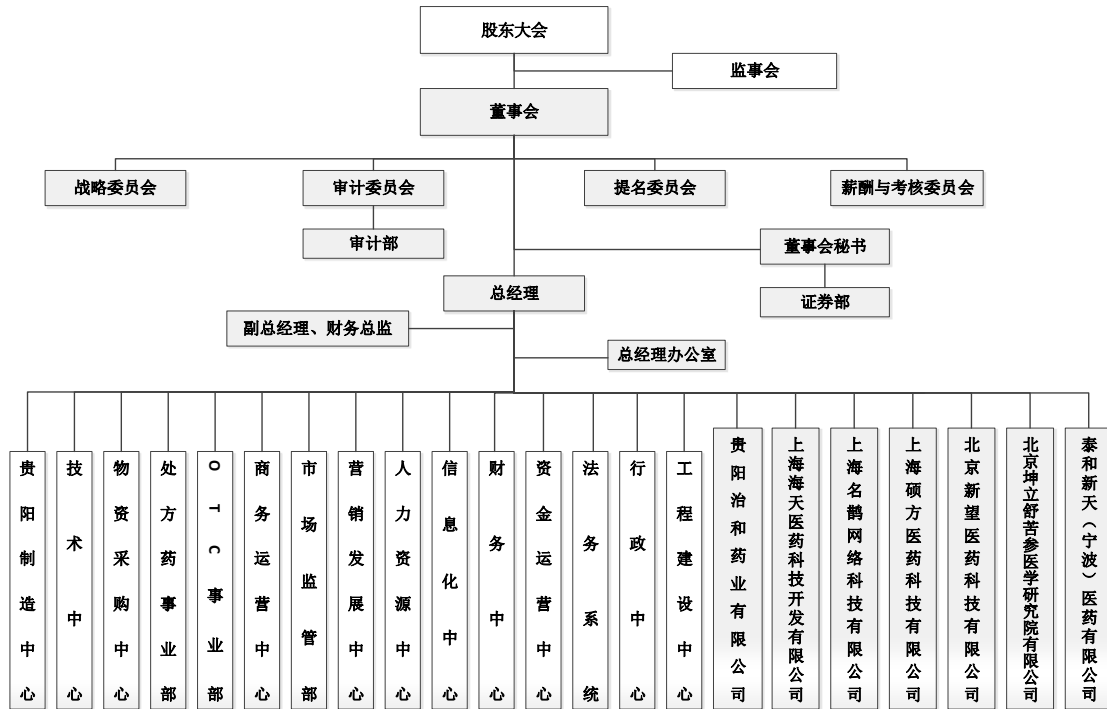 股东大会
监事会
董事会
战略委员会
审计委员会
提名委员会
薪酬与考核委员会
审计部
董事会秘书
总经理
证券部
副总经理、财务总监
总经理办公室
贵阳制造中心
技术中心
物资采购中心
处方药事业部
OTC事业部
商务运营中心
市场监管部
营销发展中心
人力资源中心
信息化中心
财务中心
资金运营中心
法务系统
行政中心
工程建设中心
贵阳治和药业有限公司
上海海天医药科技开发有限公司
上海名鹊网络科技有限公司
上海硕方医药科技有限公司
北京新望医药科技有限公司
北京坤立舒苦参医学研究院有限公司
泰和新天（宁波）医药有限公司